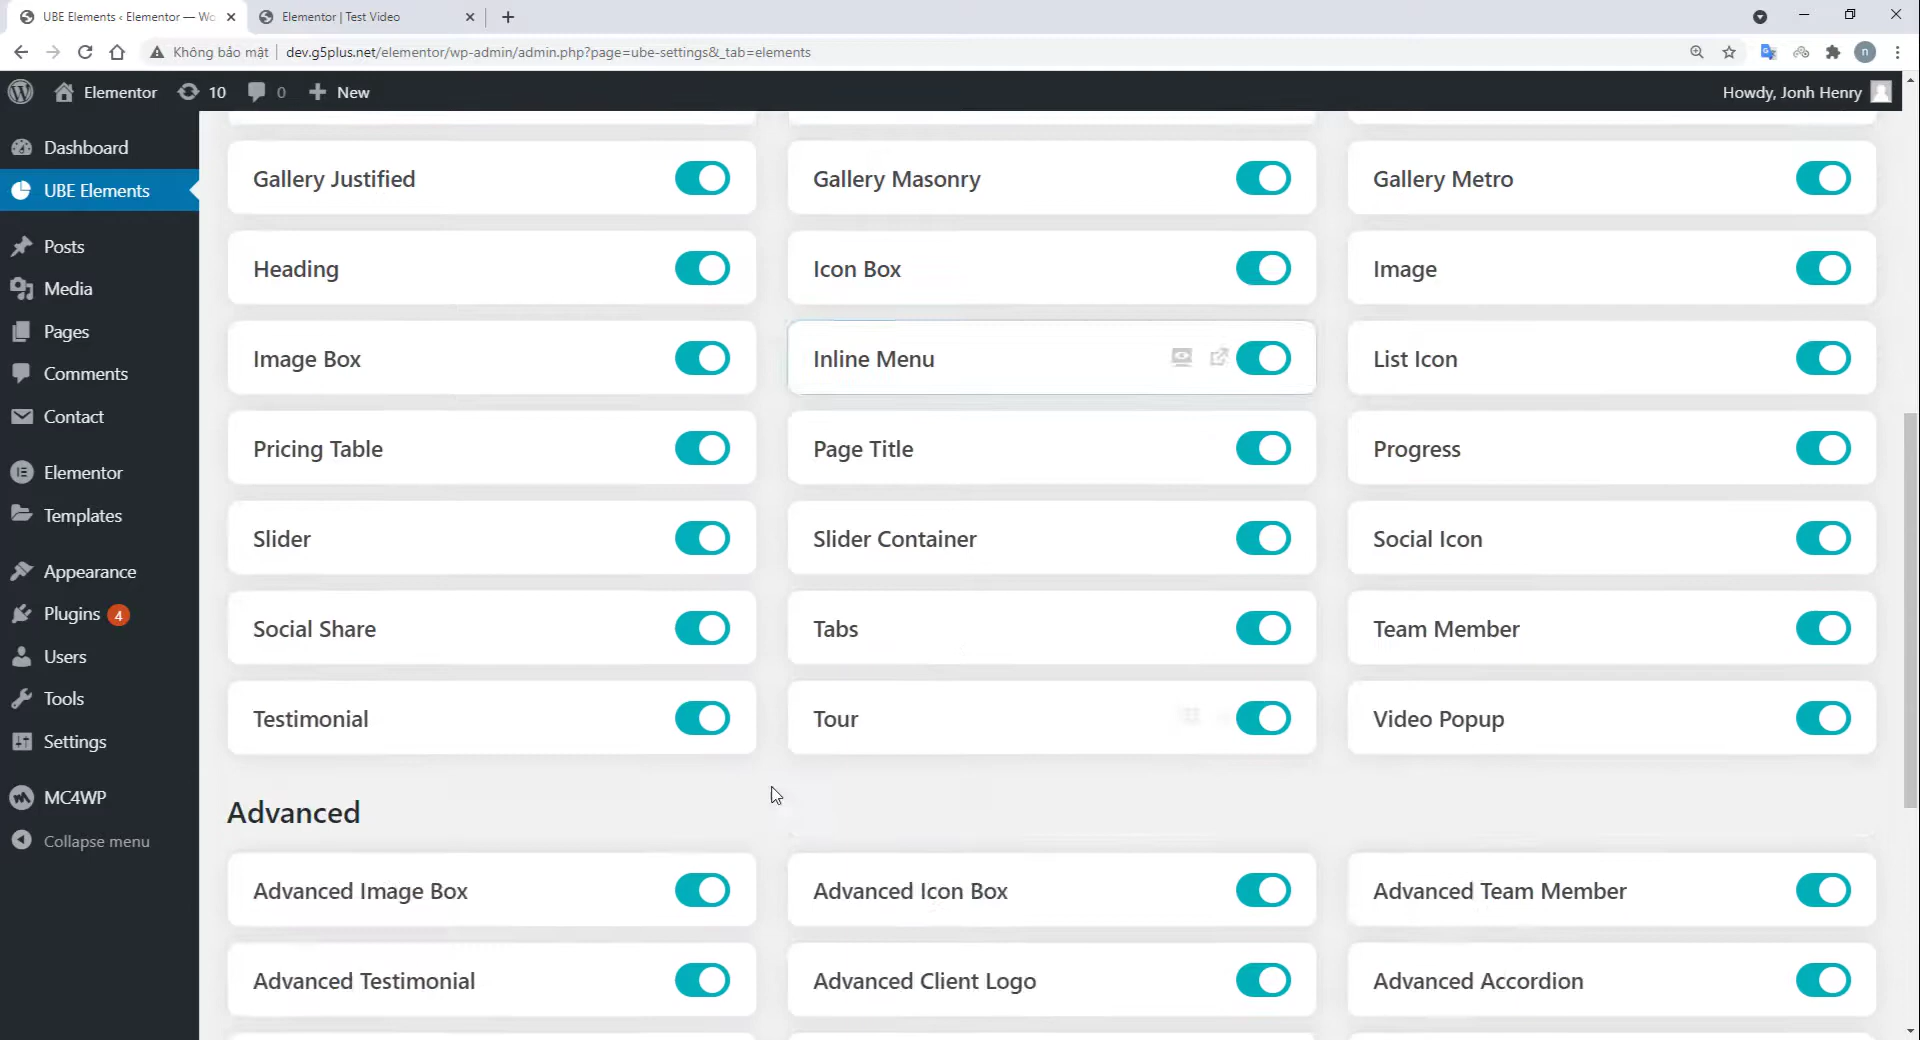 UBE Elements ‹ Elementor — Wo
Elementor | Test Video
Không bảo mật
dev.g5plus.net/elementor/wp-admin/admin.php?page=ube-settings&_tab=elements
n
Elementor
10
0
New
Howdy, Jonh Henry
Dashboard
UBE Elements
Posts
Media
Pages
Comments
Contact
Elementor
Templates
Appearance
Plugins 4
Users
Tools
Settings
MC4WP
Collapse menu
Gallery Justified
Gallery Masonry
Gallery Metro
Heading
Icon Box
Image
Image Box
Inline Menu
List Icon
Pricing Table
Page Title
Progress
Slider
Slider Container
Social Icon
Social Share
Tabs
Team Member
Testimonial
Tour
Video Popup
Advanced
Advanced Image Box
Advanced Icon Box
Advanced Team Member
Advanced Testimonial
Advanced Client Logo
Advanced Accordion